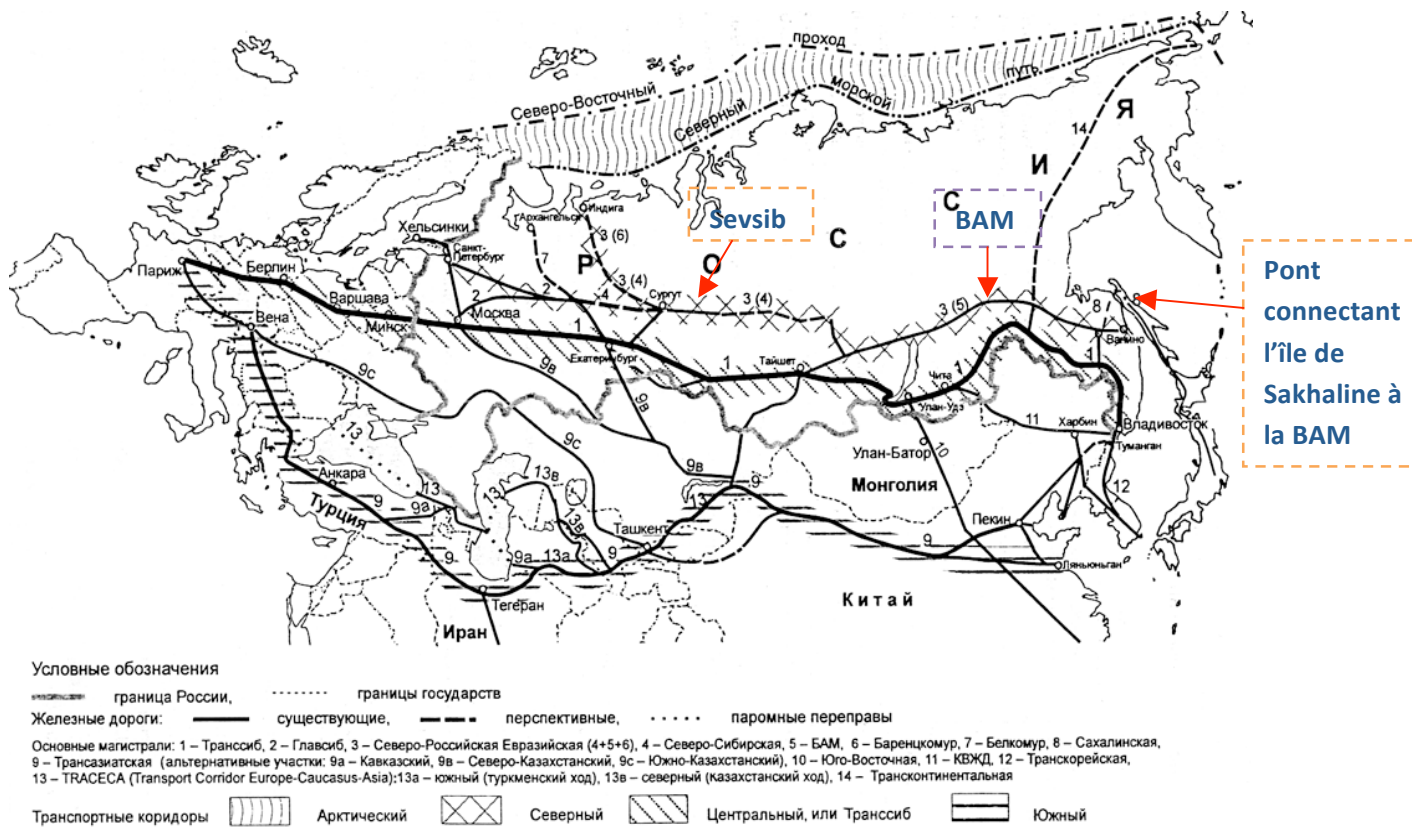 проход
Северо-Восточный
путь
морской
Северный
14
Я
И
С
С
О
Р
Sevsib
BAM
Pont
connectant
l'île de
Sakhaline à
la BAM
Индига
Архангельск
3 (6)
7
Хельсинки
Санкт-
Петербург
3 (4)
Сургут
3 (4)
3 (5)
8
8
Ванино
Париж
Берлин
Варшава
Минск
Москва
2
2
4
1
Екатеринбург
Вена
9с
9в
9в
1
Тайшет
1
Чита
Улан-Удэ
1
11
Харбин
Владивосток
Туманган
Улан-Батор
10
Монголия
12
Пекин
9с
9в
9
13
13
13
13в
13в
Анкара
Турция
9
9а
9
9а
13а
9
Ташкент
13
9
9
Ляньюньган
Тегеран
Иран
Китай
Условные обозначения
граница России,
границы государств
Железные дороги:
существующие,
перспективные,
паромные переправы
Основные магистрали: 1 – Транссиб, 2 – Главсиб, 3 – Северо-Российская Евразийская (4+5+6), 4 – Северо-Сибирская, 5 – БАМ, 6 – Баренцкомур, 7 – Белкомур, 8 – Сахалинская,
9 – Трансазиатская (альтернативные участки: 9а – Кавказский, 9в – Северо-Казахстанский, 9с – Южно-Казахстанский), 10 – Юго-Восточная, 11 – КВЖД, 12 – Транскорейская,
13 – TRACECA (Transport Corridor Europe-Caucasus-Asia);13а – южный (туркменский ход), 13в – северный (казахстанский ход), 14 – Трансконтинентальная
Транспортные коридоры
Арктический
Северный
Центральный, или Транссиб
Южный